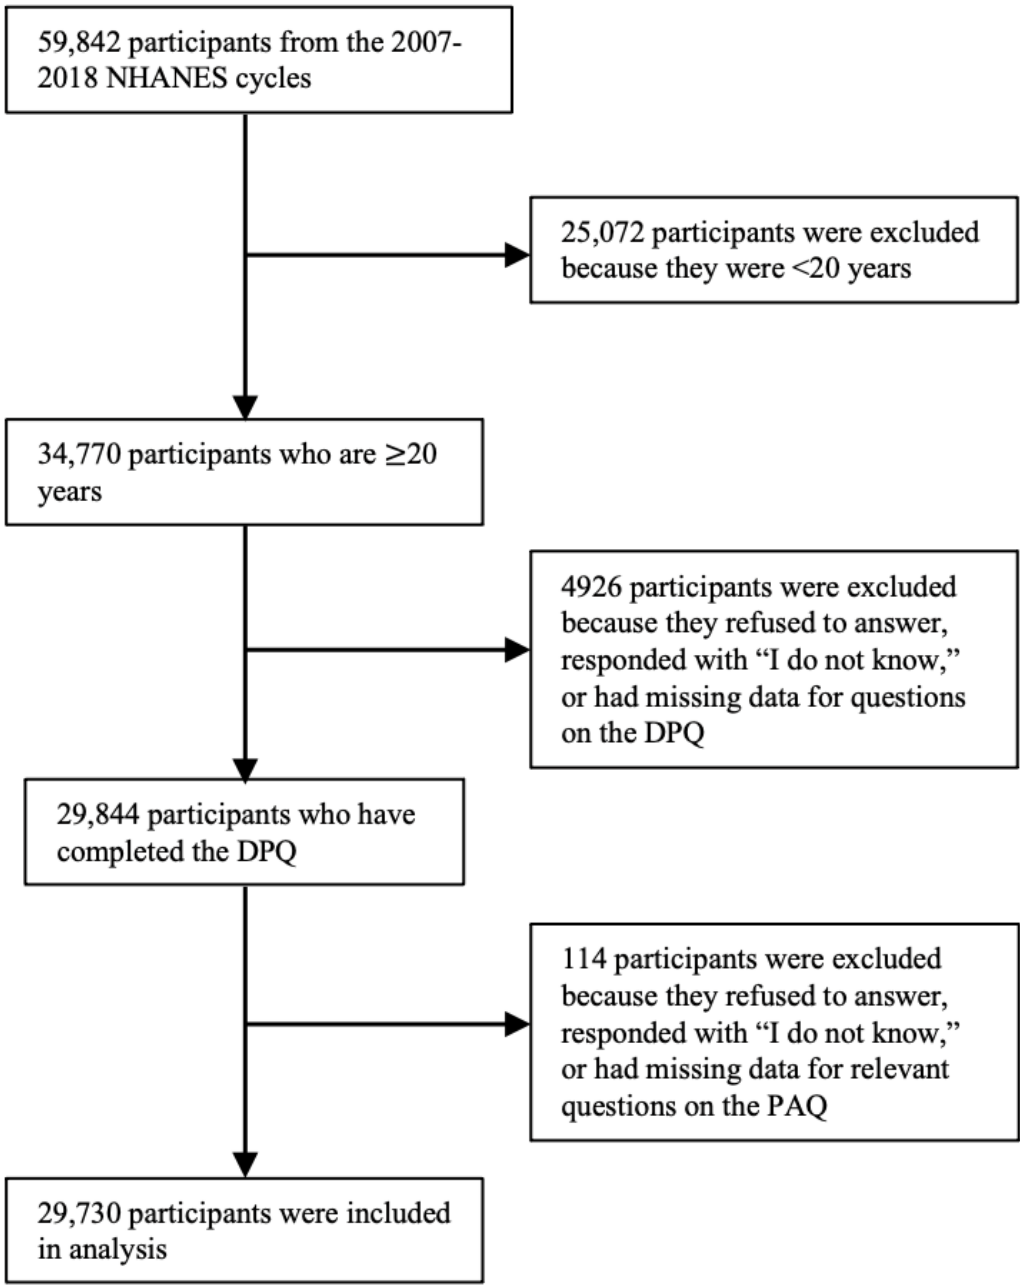 59,842 participants from the 2007-
2018 NHANES cycles
25,072 participants were excluded
because they were <20 years
34,770 participants who are ≥20
years
4926 participants were excluded
because they refused to answer,
responded with “I do not know,”
or had missing data for questions
on the DPQ
29,844 participants who have
completed the DPQ
114 participants were excluded
because they refused to answer,
responded with “I do not know,”
or had missing data for relevant
questions on the PAQ
29,730 participants were included
in analysis